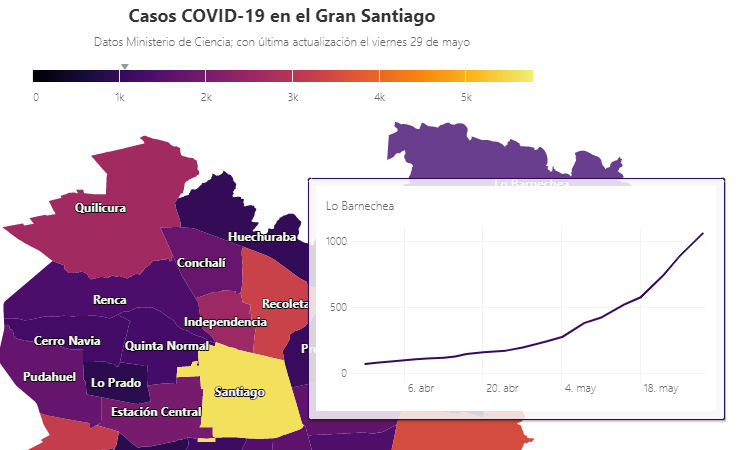 Casos COVID-19 en el Gran Santiago
Datos Ministerio de Ciencia; con última actualización el viernes 29 de mayo
0 1k 2k 3k 4k 5k
Lo Barnechea
Quilicura
Lo Barnechea
Huechuraba
Conchalí
1000
Renca
Recoleta
500
Independencia
Cerro Navia
Quinta Normal
Pudahuel
Lo Prado
0
6. abr 20. abr 4. may 18. may
Santiago
Estación Central